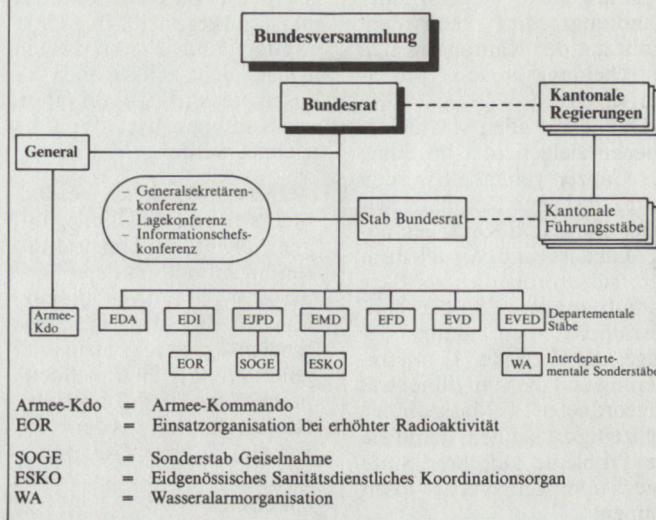 Bundesversammlung
Bundesrat
Kantonale
Regierungen
General
– Generalsekretären-
konferenz
– Lagekonferenz
– Informationschefs-
konferenz
Stab Bundesrat
Kantonale
Führungsstäbe
Armee-
Kdo
EDA
EDI
EJPD
EMD
EFD
EVD
EVED
Departementale
Stäbe
EOR
SOGE
ESKO
WA
Interdeparte-
mentale Sonderstäbe
Armee-Kdo = Armee-Kommando
EOR = Einsatzorganisation bei erhöhter Radioaktivität
SOGE = Sonderstab Geiselnahme
ESKO = Eidgenössisches Sanitätsdienstliches Koordinationsorgan
WA = Wasseralarmorganisation